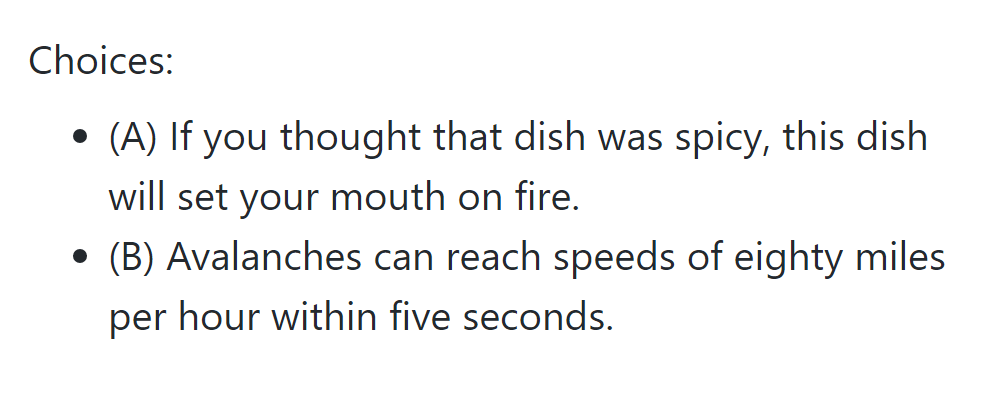 Choices:
(A) If you thought that dish was spicy, this dish
will set your mouth on fire.
(B) Avalanches can reach speeds of eighty miles
per hour within five seconds.